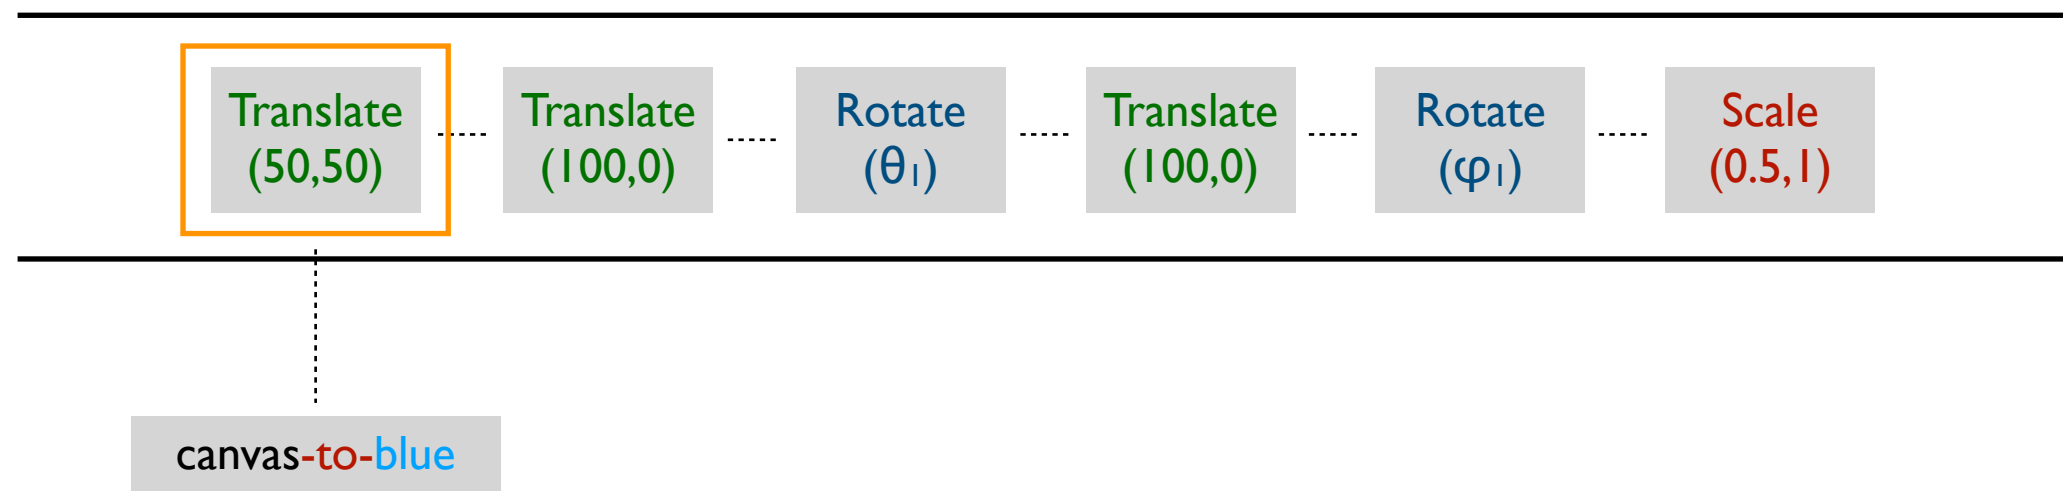 Translate Translate Rotate Translate Rotate Scale
(50,50) (100,0) (θ₁) (100,0) (φ₁) (0.5,1)
canvas-to-blue